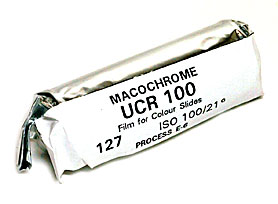 MACOCHROME
UCR 100
Film for Colour Slides
ISO 100/21°
127 PROCESS E-6